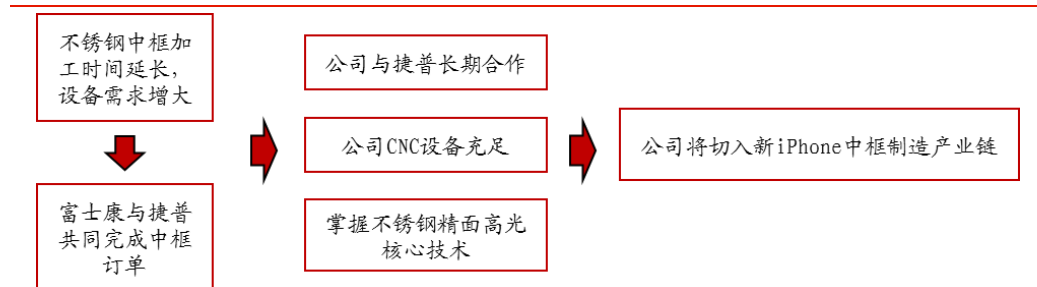 不锈钢中框加
工时间延长，
设备需求增大
富士康与捷普
共同完成中框
订单
公司与捷普长期合作
公司CNC设备充足
掌握不锈钢精面高光
核心技术
公司将切入新iPhone中框制造产业链